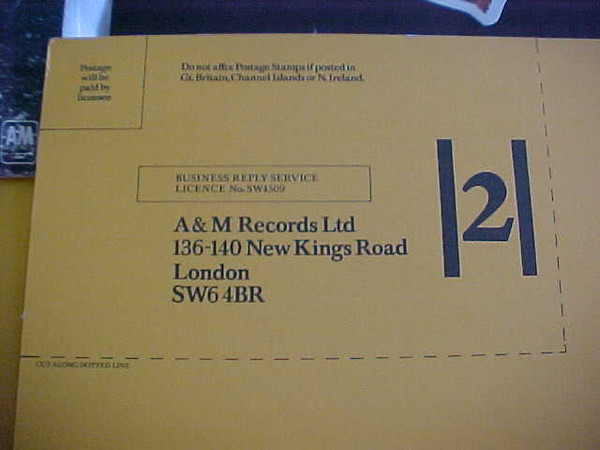 Postage
will be
paid by
licensee
Do not affix Postage Stamps if posted in
Gt. Britain, Channel Islands or N. Ireland.
A&M
BUSINESS REPLY SERVICE
LICENCE No. SW4509
2
A & M Records Ltd
136-140 New Kings Road
London
SW6 4BR
CUT ALONG DOTTED LINE